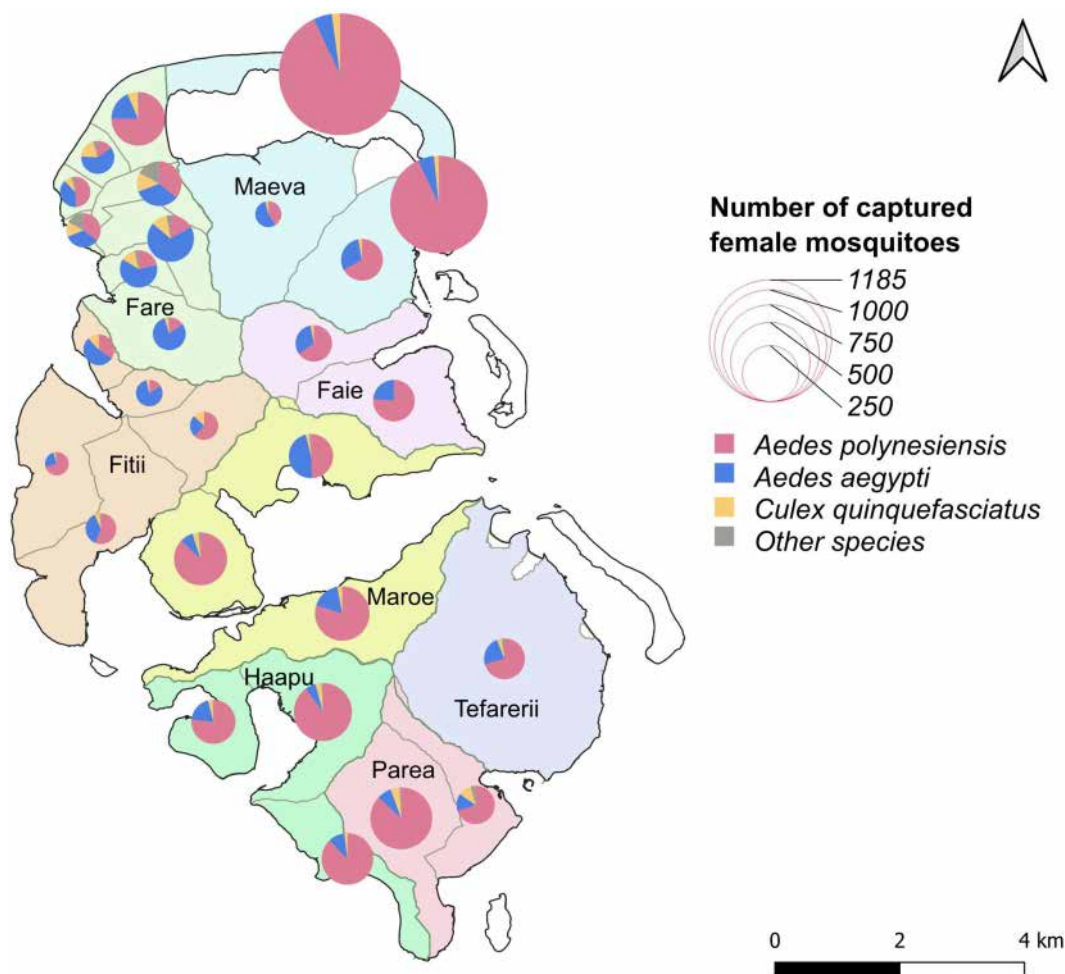 Maeva
Fare
Faie
Fitii
Maroe
Haapu
Tefarerii
Parea
Number of captured
female mosquitoes
1185
1000
750
500
250
Aedes polynesiensis
Aedes aegypti
Culex quinquefasciatus
Other species
0 2 4 km